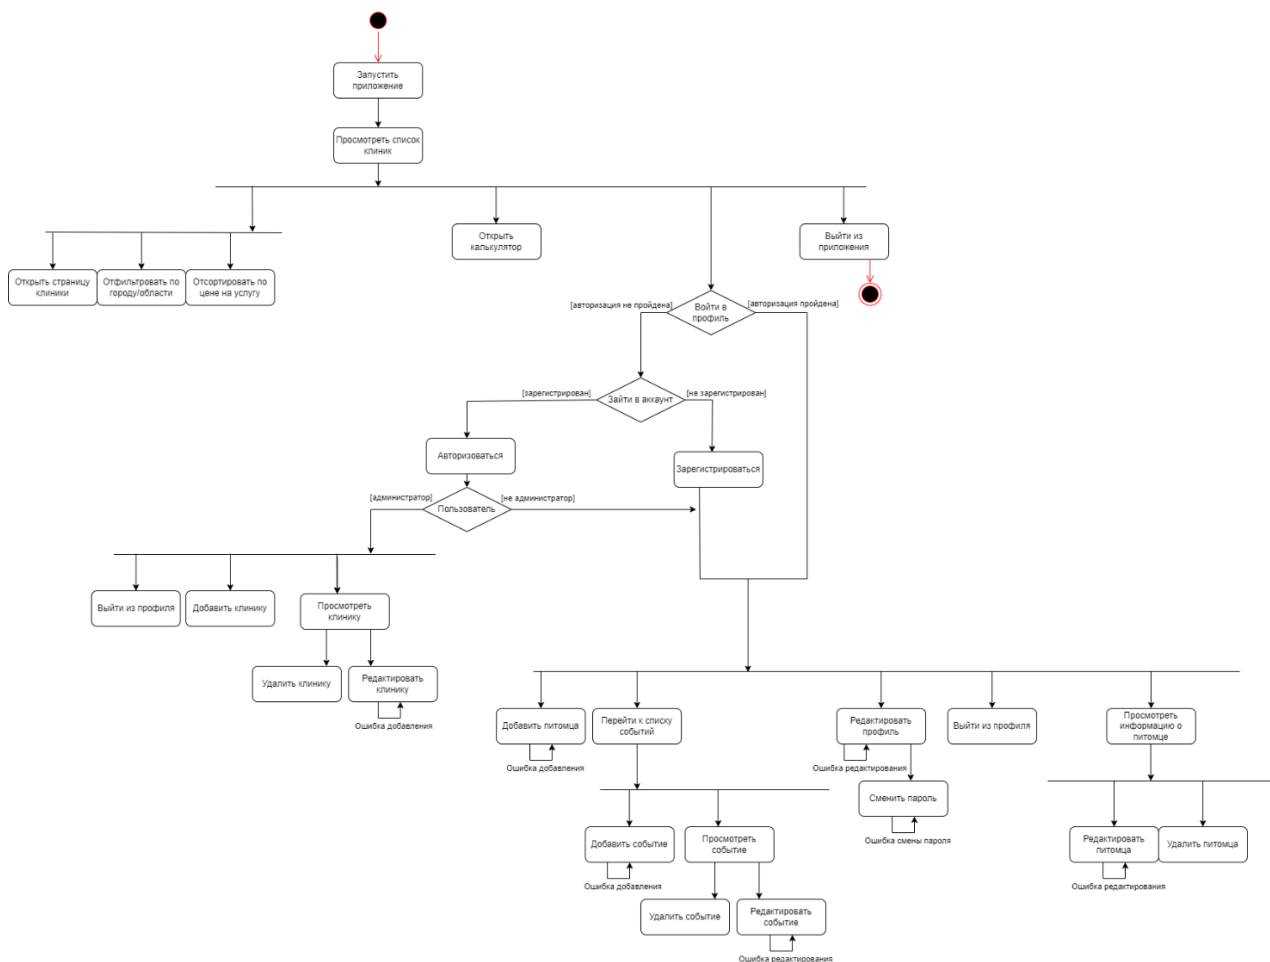 Запустить
приложение
Просмотреть список
клиник
Открыть
калькулятор
Выйти из
приложения
Открыть страницу
клиники
Отфильтровать по
городу/области
Отсортировать по
цене на услугу
[авторизация не пройдена]
Войти в
профиль
[авторизация пройдена]
[зарегистрирован]
Зайти в аккаунт
[не зарегистрирован]
Авторизоваться
Зарегистрироваться
[администратор]
Пользователь
[не администратор]
Выйти из профиля
Добавить клинику
Просмотреть
клинику
Удалить клинику
Редактировать
клинику
Ошибка добавления
Добавить питомца
Ошибка добавления
Перейти к списку
событий
Редактировать
профиль
Ошибка редактирования
Выйти из профиля
Просмотреть
информацию о
питомце
Сменить пароль
Ошибка смены пароля
Добавить событие
Ошибка добавления
Просмотреть
событие
Редактировать
питомца
Ошибка редактирования
Удалить питомца
Удалить событие
Редактировать
событие
Ошибка редактирования